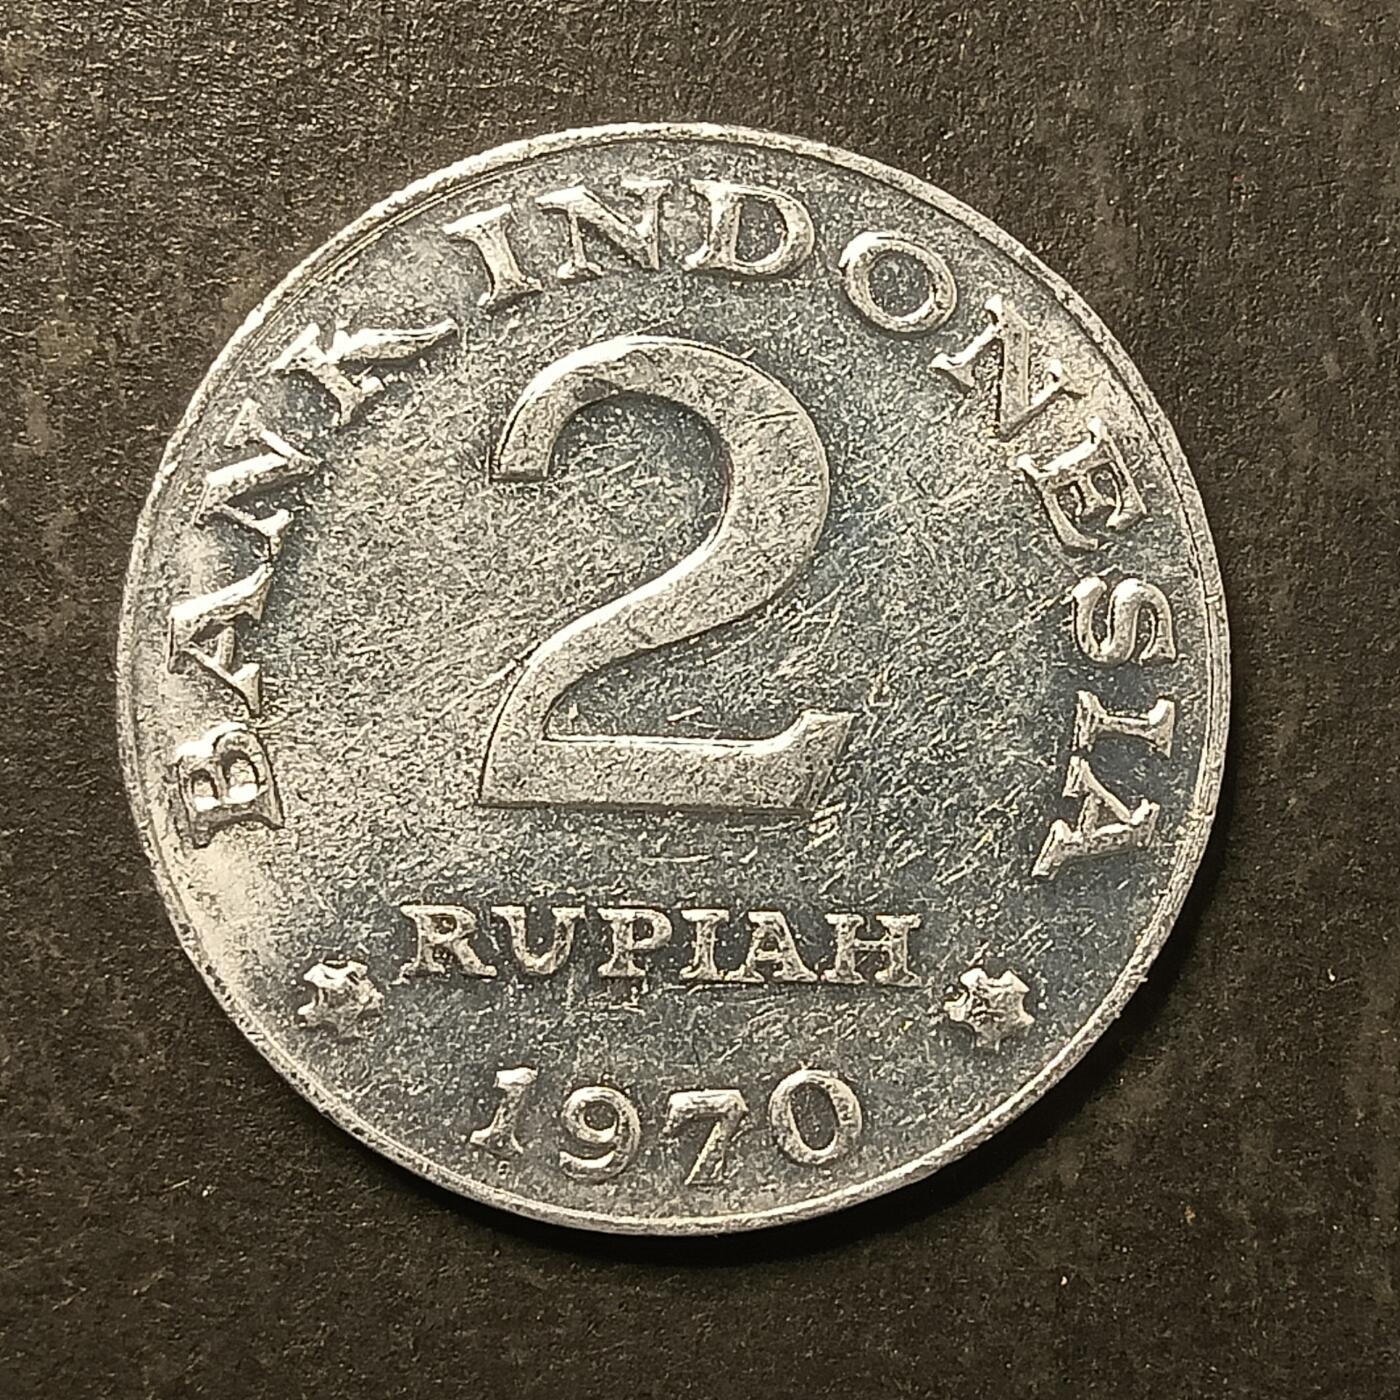 BANK INDONESIA
2
RUPIAH
1970